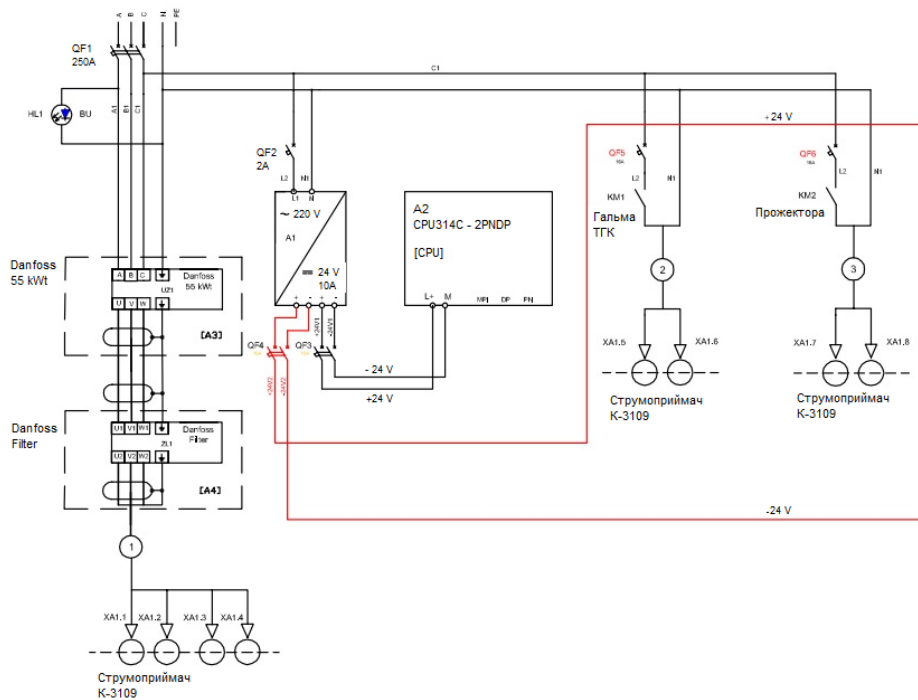 A B C N PE
QF1
250A
C1
A1
B1
C1
HL1
BU
+24 V
QF2
2A
L2
N1
QF5
16A
L2
N1
KM1
Гальма
ТГК
QF6
16A
L2
N1
KM2
Прожектора
L1 N
~ 220 V
A1
24 V
10A
+ - + -
A2
CPU314C - 2PNDP
[CPU]
L+ M MPI DP PN
Danfoss
55 kWt
A B C
Danfoss
55 kWt
UZ1
U V W
[A3]
QF4
QF3
+24V1
-24V1
+24V2
+24V2
- 24 V
+24 V
2
3
XA1.5
XA1.6
XA1.7
XA1.8
Струмоприймач
К-3109
Струмоприймач
К-3109
Danfoss
Filter
U1 V1 W1
Danfoss
Filter
ZL1
U2 V2 W2
[A4]
-24 V
1
XA1.1
XA1.2
XA1.3
XA1.4
Струмоприймач
К-3109